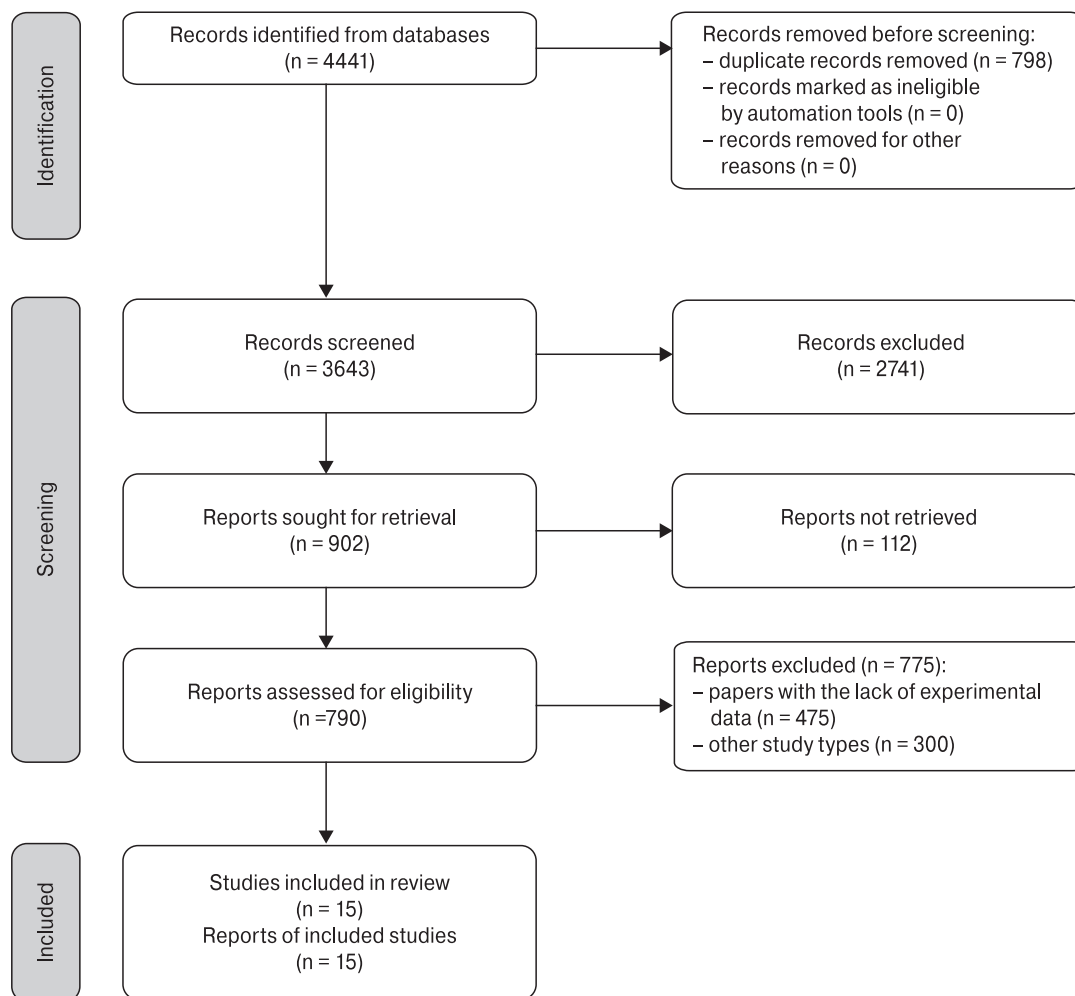 Identification
Records identified from databases
(n = 4441)
Records removed before screening:
– duplicate records removed (n = 798)
– records marked as ineligible
by automation tools (n = 0)
– records removed for other
reasons (n = 0)
Screening
Records screened
(n = 3643)
Records excluded
(n = 2741)
Reports sought for retrieval
(n = 902)
Reports not retrieved
(n = 112)
Reports assessed for eligibility
(n =790)
Reports excluded (n = 775):
– papers with the lack of experimental
data (n = 475)
– other study types (n = 300)
Included
Studies included in review
(n = 15)
Reports of included studies
(n = 15)